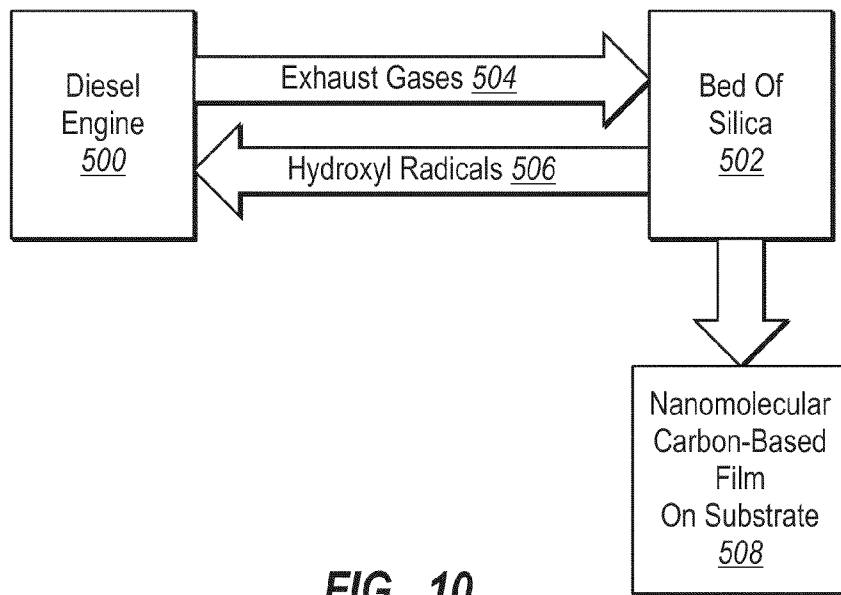 Diesel
Engine
500
Exhaust Gases 504
Hydroxyl Radicals 506
Bed Of
Silica
502
Nanomolecular
Carbon-Based
Film
On Substrate
508
FIG. 10